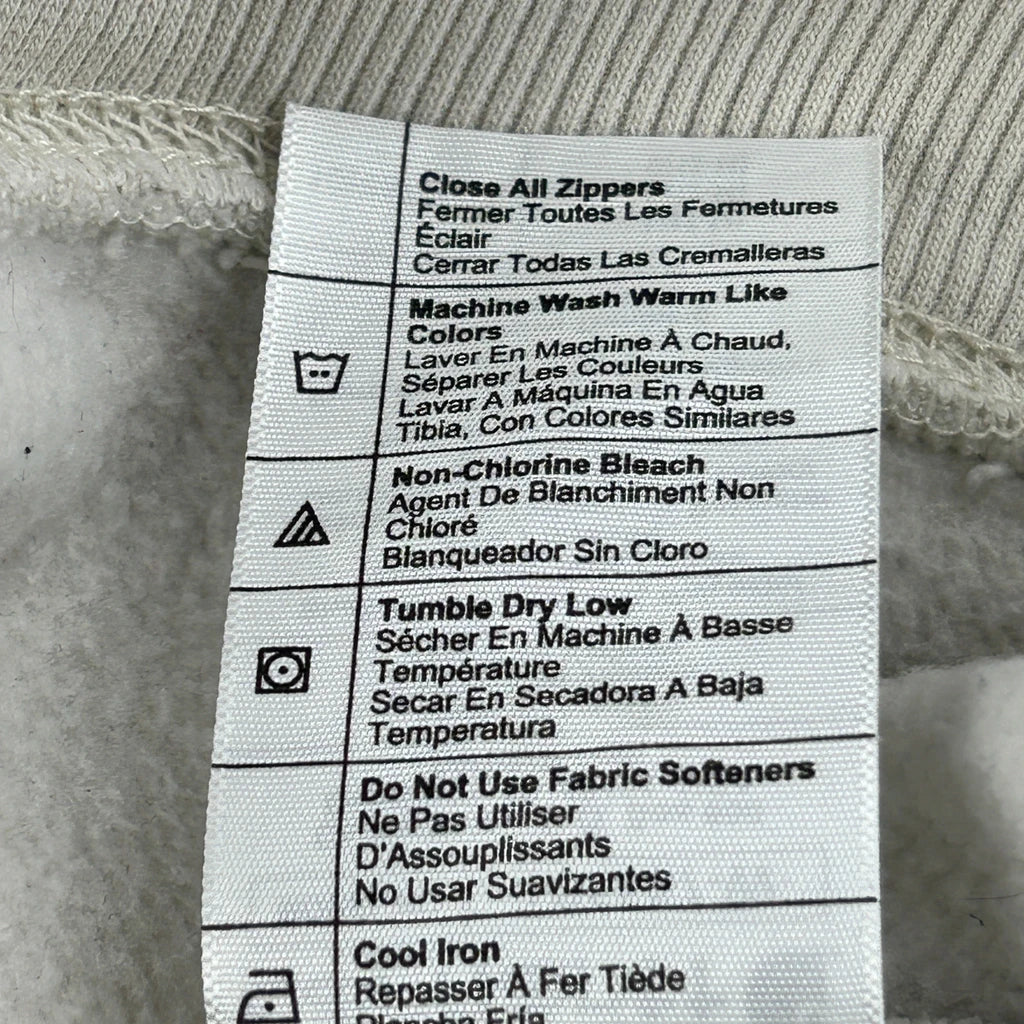 Close All Zippers
Fermer Toutes Les Fermetures
Éclair
Cerrar Todas Las Cremalleras
Machine Wash Warm Like
Colors
Laver En Machine À Chaud,
Séparer Les Couleurs
Lavar A Máquina En Agua
Tibia, Con Colores Similares
Non-Chlorine Bleach
Agent De Blanchiment Non
Chloré
Blanqueador Sin Cloro
Tumble Dry Low
Sécher En Machine À Basse
Température
Secar En Secadora A Baja
Temperatura
Do Not Use Fabric Softeners
Ne Pas Utiliser
D'Assouplissants
No Usar Suavizantes
Cool Iron
Repasser À Fer Tiède
Plancha Fría